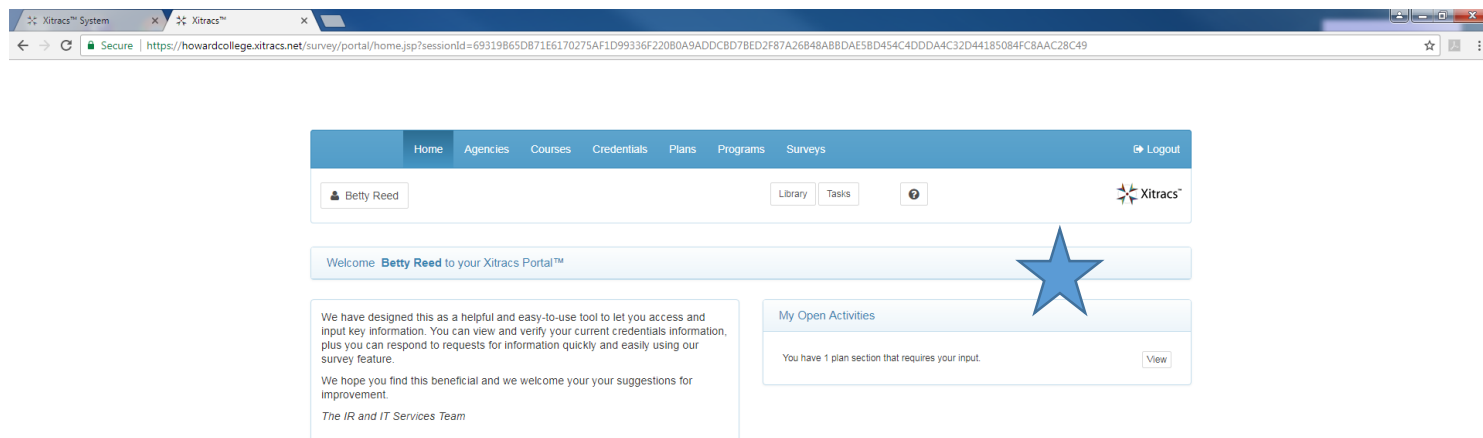 Xitracs™ System
Xitracs™
Secure | https://howardcollege.xitracs.net/survey/portal/home.jsp?sessionId=69319B65DB71E6170275AF1D99336F220B0A9ADDCBD7BED2F87A26B48ABBDAE5BD454C4DDDA4C32D44185084FC8AAC28C49
Home Agencies Courses Credentials Plans Programs Surveys Logout
Betty Reed Library Tasks ? Xitracs™
Welcome Betty Reed to your Xitracs Portal™
We have designed this as a helpful and easy-to-use tool to let you access and
input key information. You can view and verify your current credentials information,
plus you can respond to requests for information quickly and easily using our
survey feature.
We hope you find this beneficial and we welcome your your suggestions for
improvement.
The IR and IT Services Team
My Open Activities
You have 1 plan section that requires your input. View